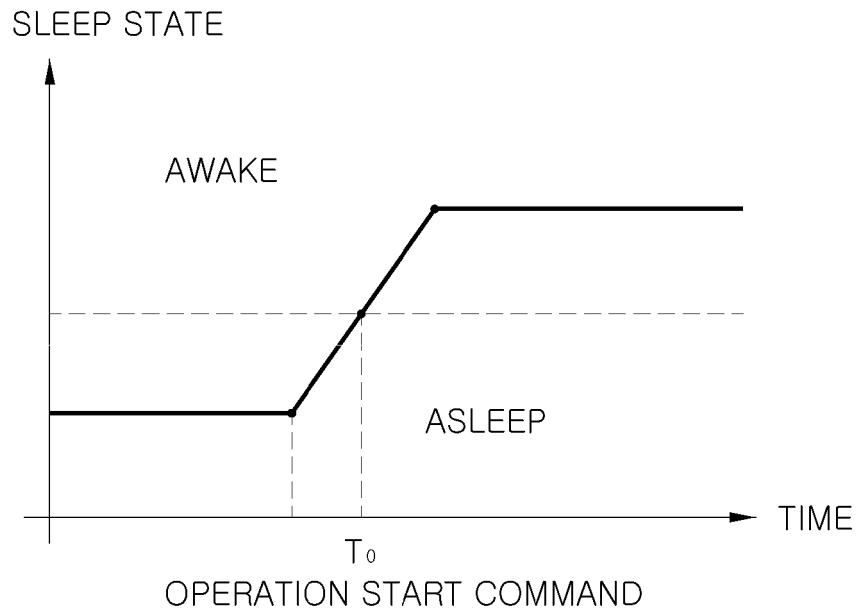 SLEEP STATE
AWAKE
ASLEEP
TIME
T₀
OPERATION START COMMAND